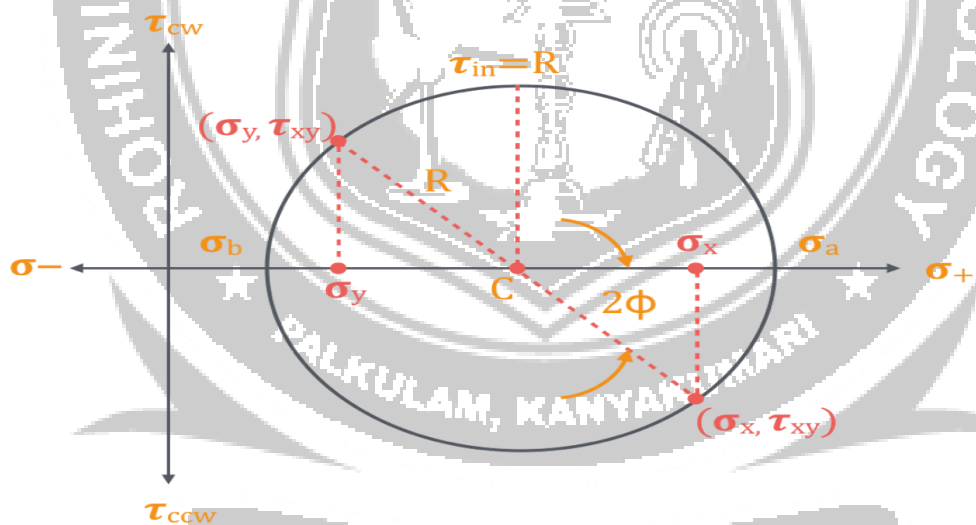 τcw
τin=R
(σy, τxy)
R
σb
σx
σa
σ−
σ+
σy
C
2ϕ
PALKULAM, KANYAKUMARI
(σx, τxy)
τccw